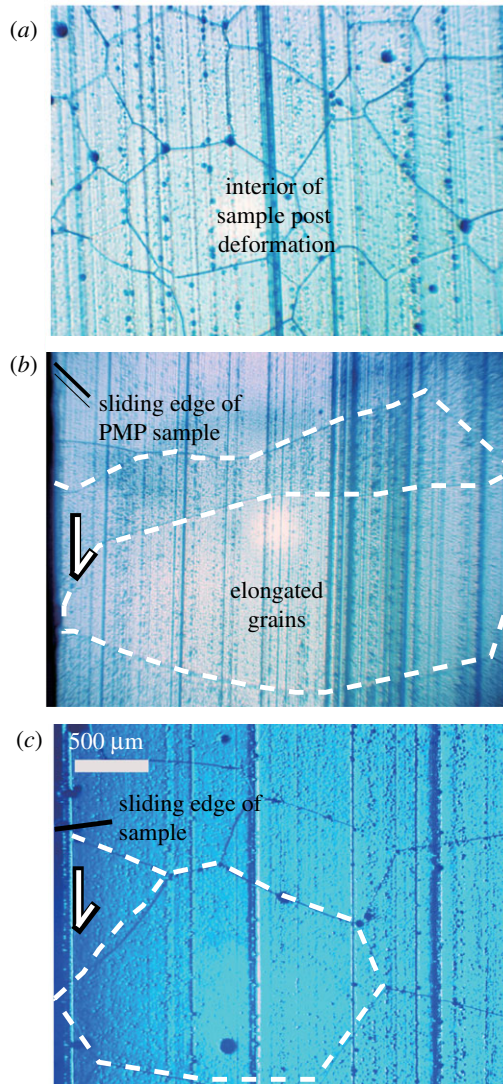 (a)
interior of
sample post
deformation
(b)
sliding edge of
PMP sample
elongated
grains
(c)
500 µm
sliding edge of
sample